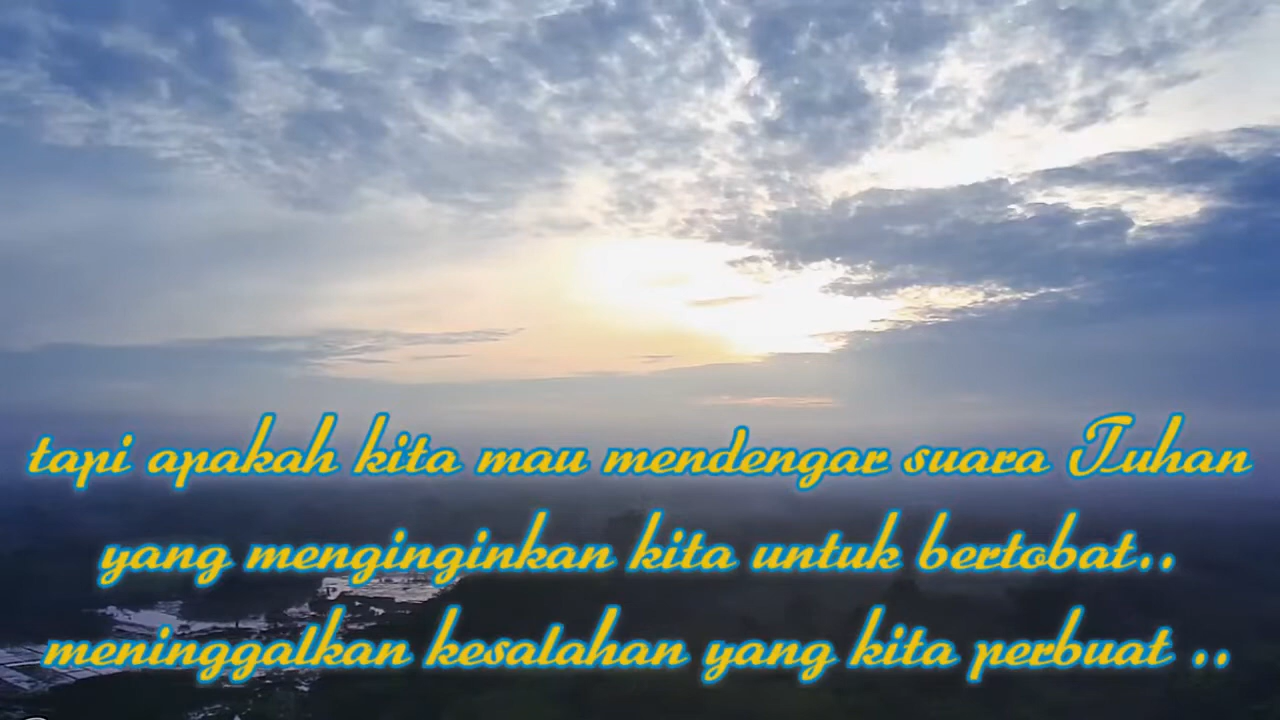 tapi apakah kita mau mendengar suara Tuhan
yang menginginkan kita untuk bertobat..
meninggalkan kesalahan yang kita perbuat ..